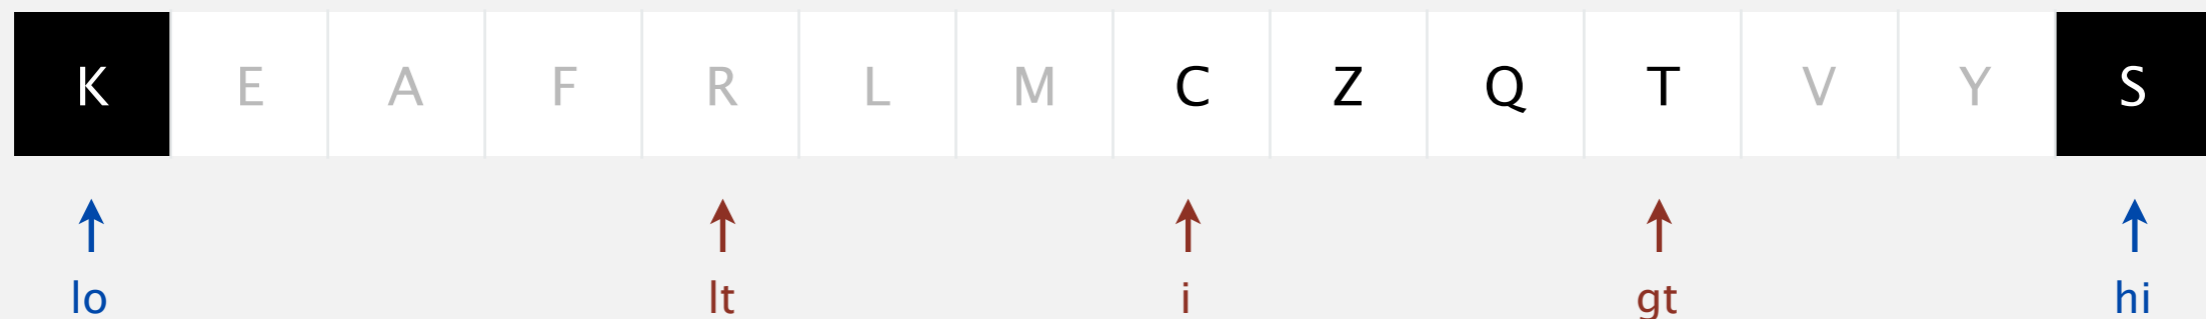 K E A F R L M C Z Q T V Y S
lo lt i gt hi